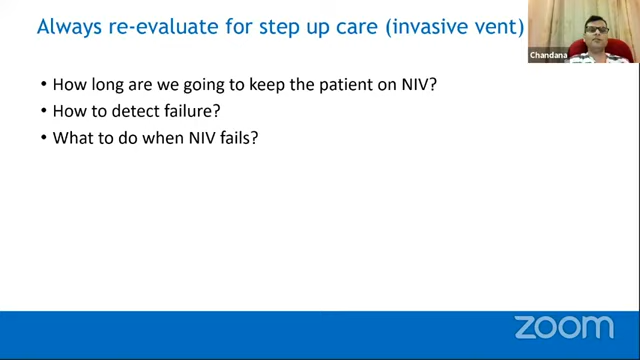 Always re-evaluate for step up care (invasive vent)
Chandana
• How long are we going to keep the patient on NIV?
• How to detect failure?
• What to do when NIV fails?
zoom